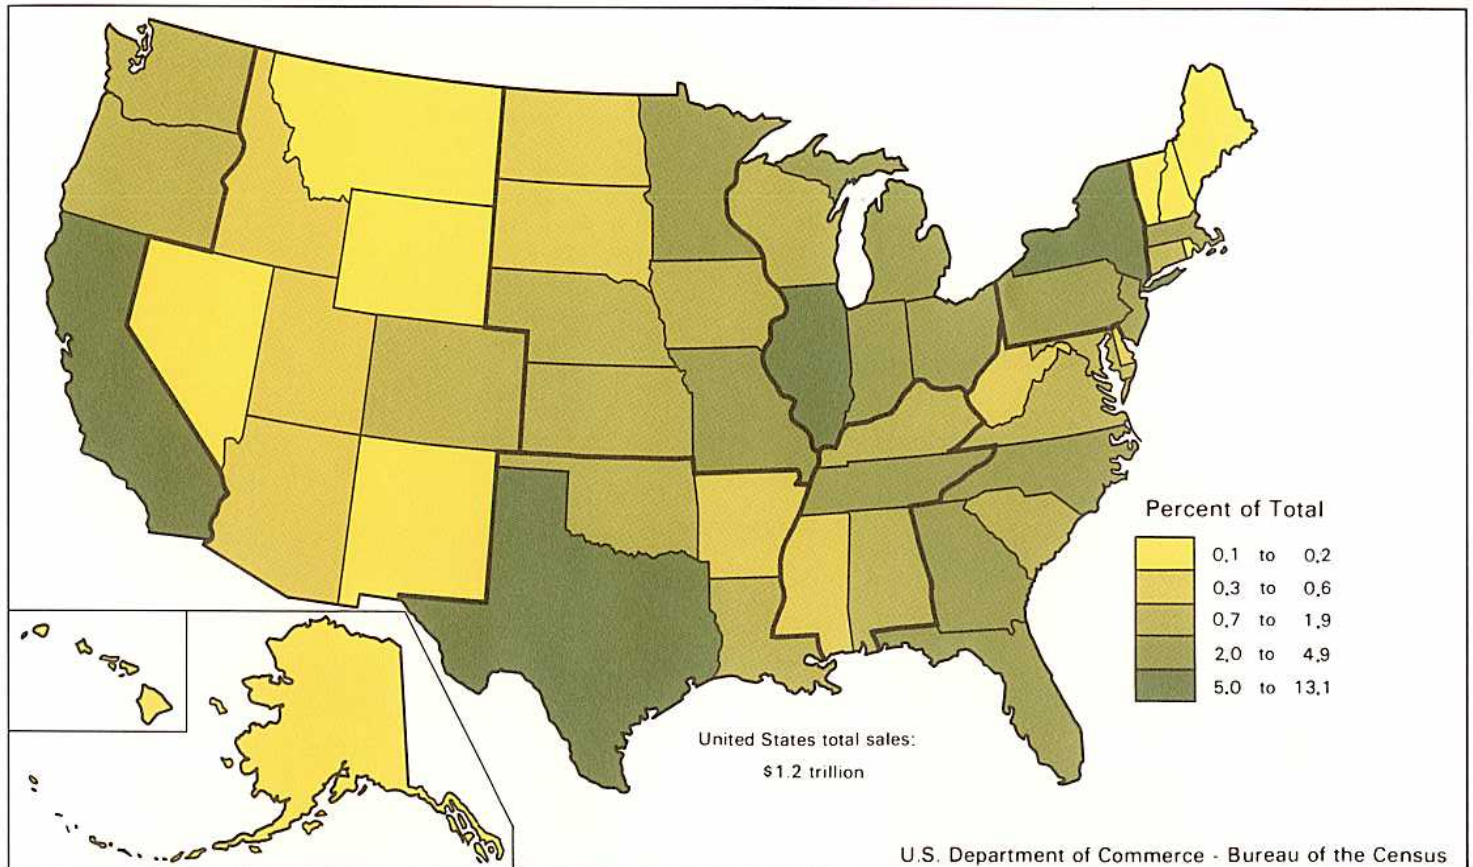 Percent of Total
0.1 to 0.2
0.3 to 0.6
0.7 to 1.9
2.0 to 4.9
5.0 to 13.1
United States total sales:
$1.2 trillion
U.S. Department of Commerce - Bureau of the Census